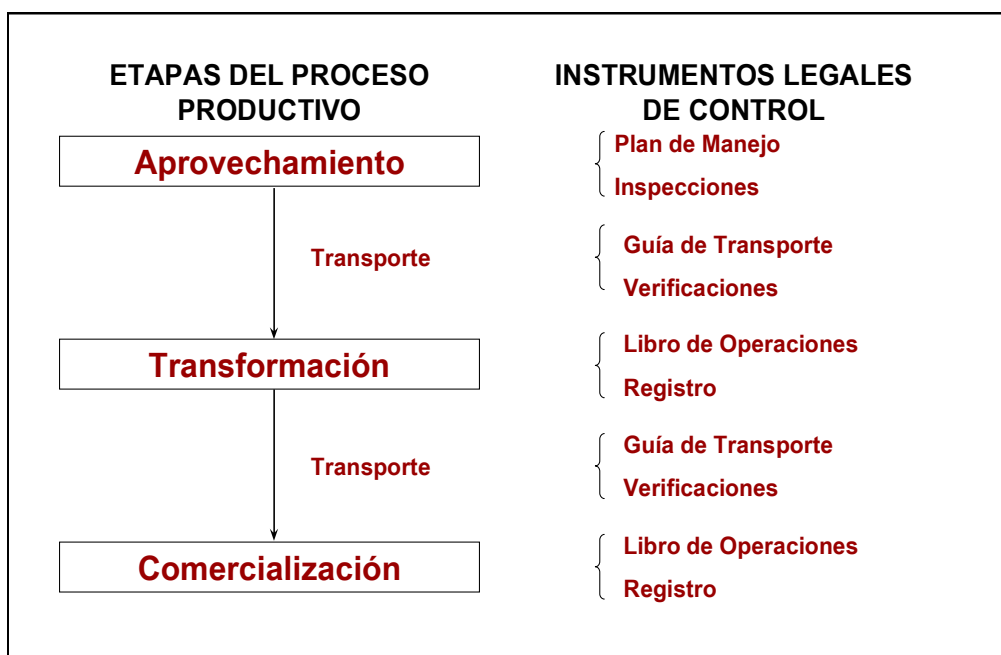 ETAPAS DEL PROCESO
PRODUCTIVO
INSTRUMENTOS LEGALES
DE CONTROL
Aprovechamiento
Plan de Manejo
Inspecciones
Transporte
Guía de Transporte
Verificaciones
Transformación
Libro de Operaciones
Registro
Transporte
Guía de Transporte
Verificaciones
Comercialización
Libro de Operaciones
Registro